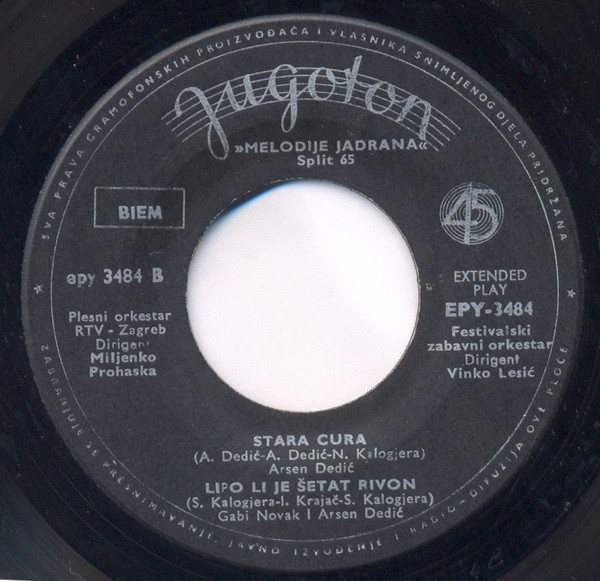 SVA PRAVA GRAMOFONSKIH PROIZVOĐAČA I VLASNIKA SNIMLJENOG DJELA PRIDRŽANA
Jugoton
»MELODIJE JADRANA«
Split 65
BIEM
45
epy 3484 B
EXTENDED
PLAY
EPY-3484
Plesni orkestar
RTV - Zagreb
Dirigent
Miljenko
Prohaska
Festivalski
zabavni orkestar
Dirigent
Vinko Lesić
STARA CURA
(A. Dedić-A. Dedić-N. Kalogjera)
Arsen Dedić
LIPO LI JE ŠETAT RIVON
(S. Kalogjera-I. Krajač-S. Kalogjera)
Gabi Novak I Arsen Dedić
ZABRANJUJE SE PRESNIMAVANJE, JAVNO IZVOĐENJE I RADIO-DIFUZIJA OVE PLOČE